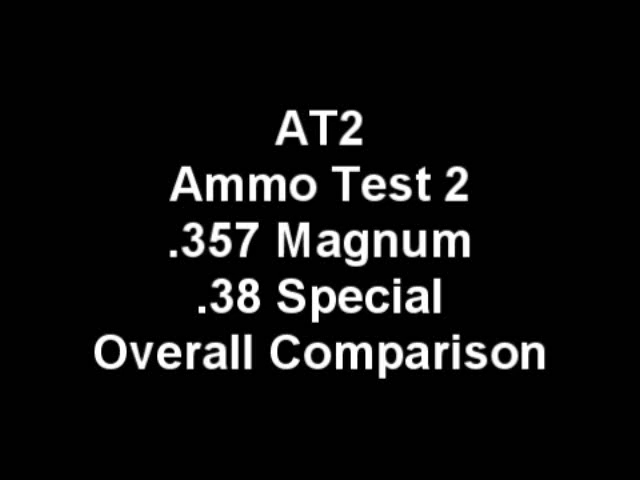 AT2
Ammo Test 2
.357 Magnum
.38 Special
Overall Comparison